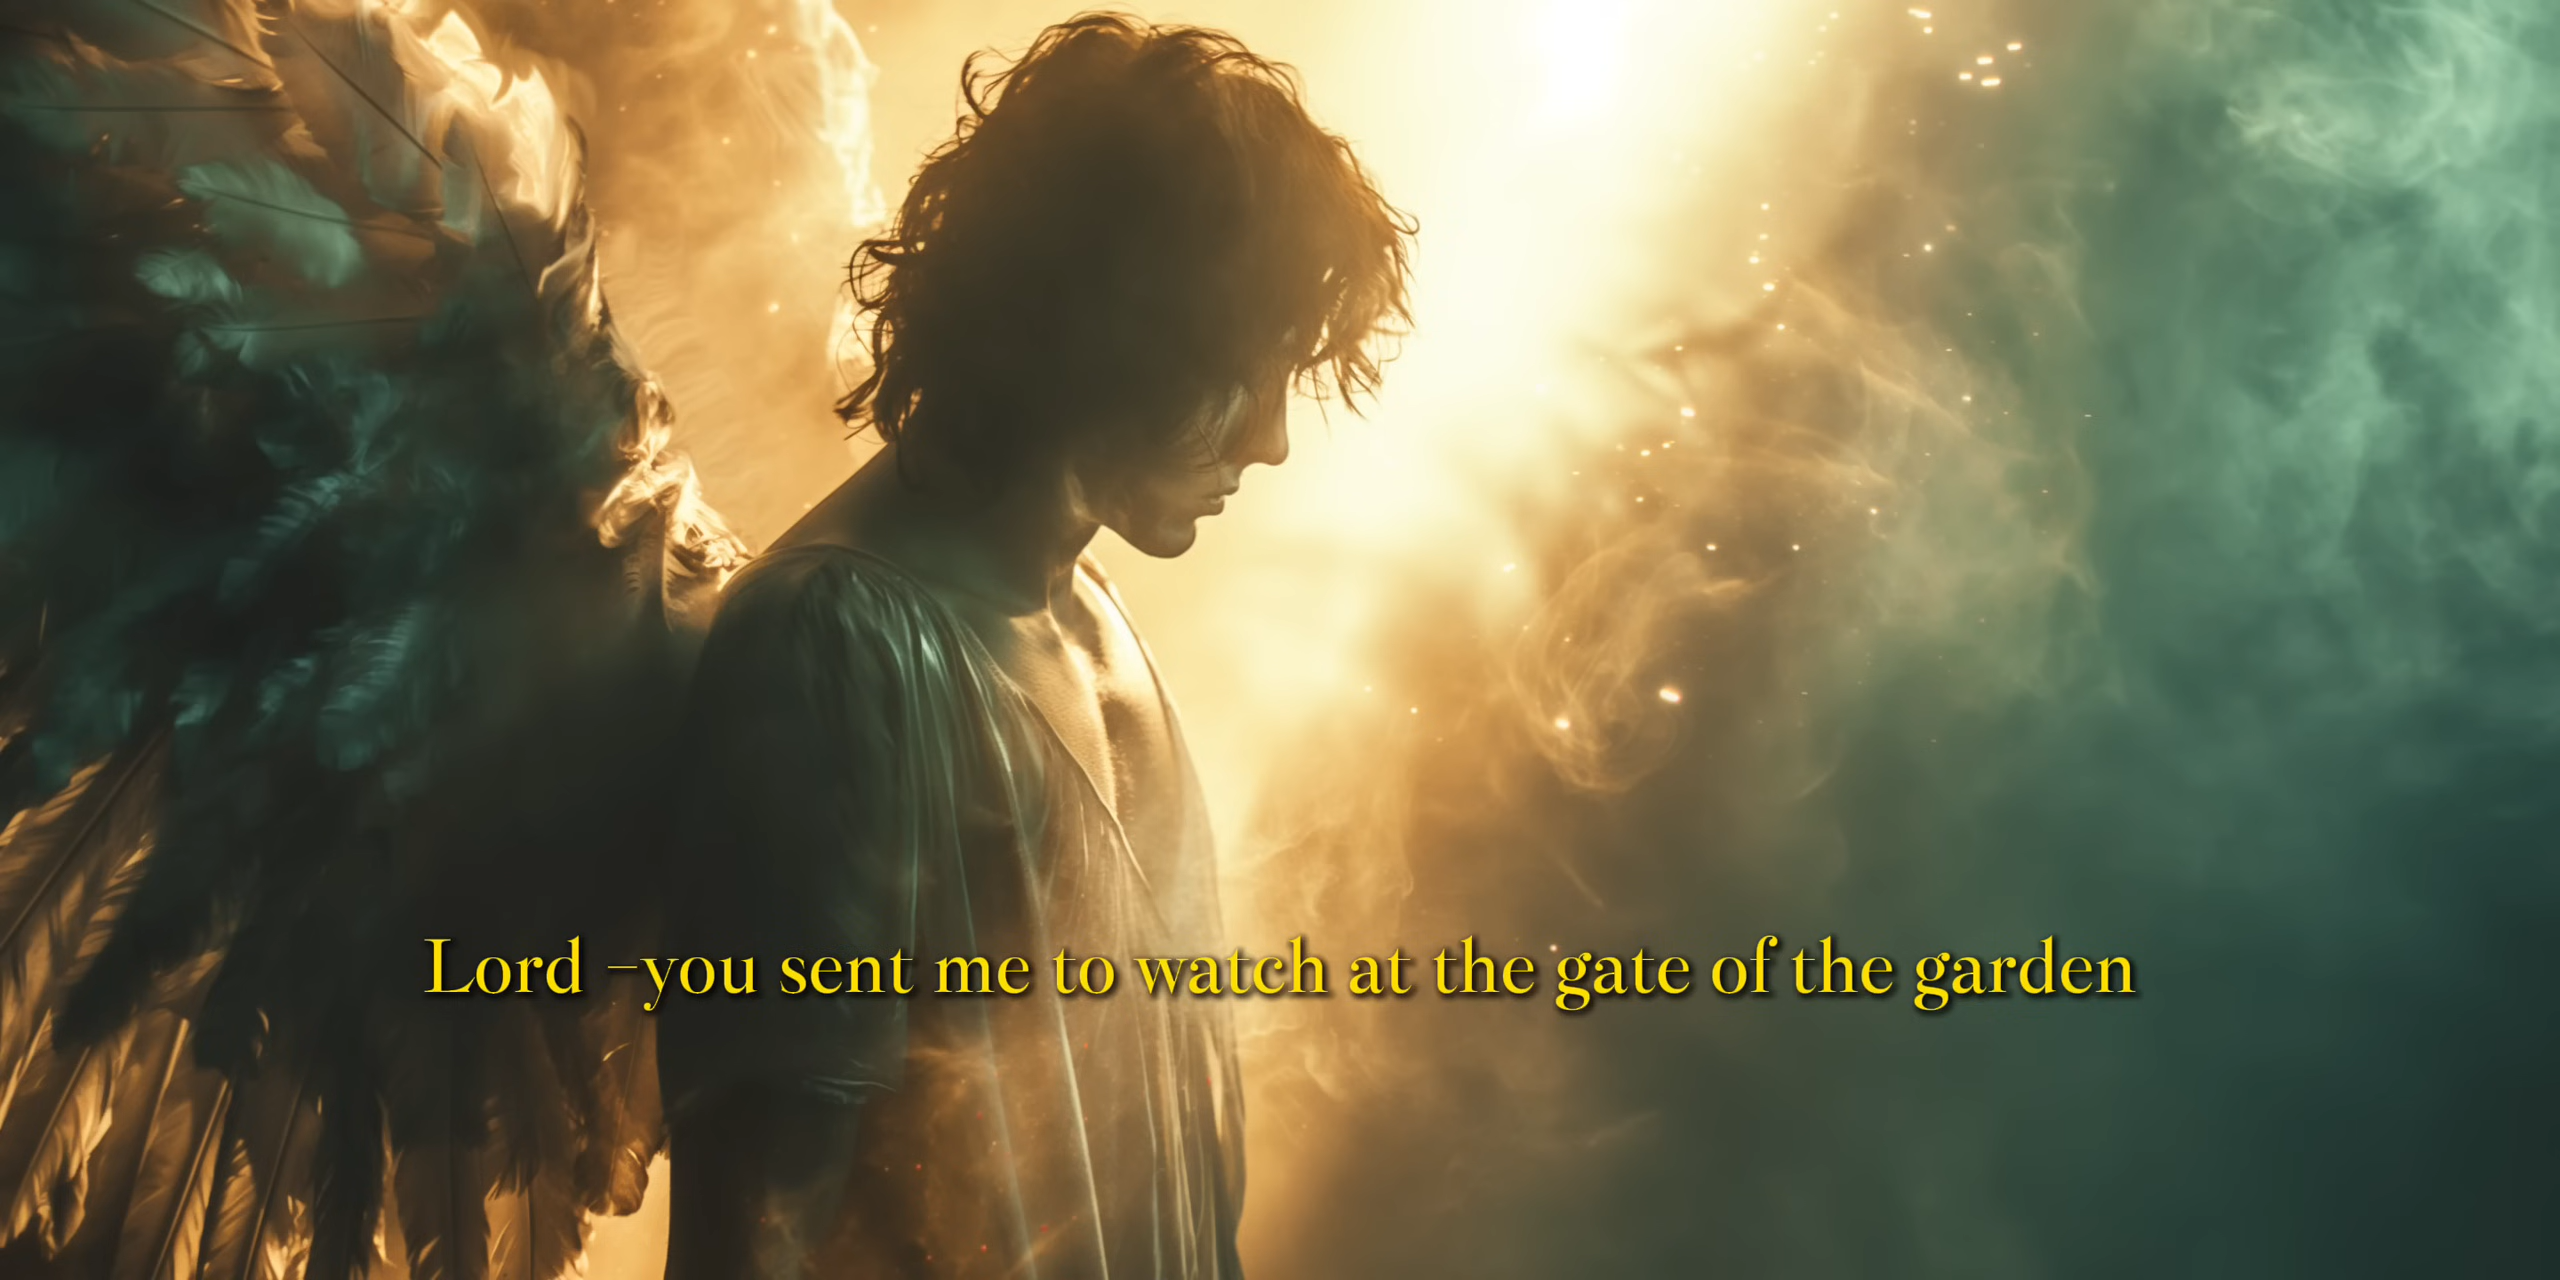 Lord –you sent me to watch at the gate of the garden